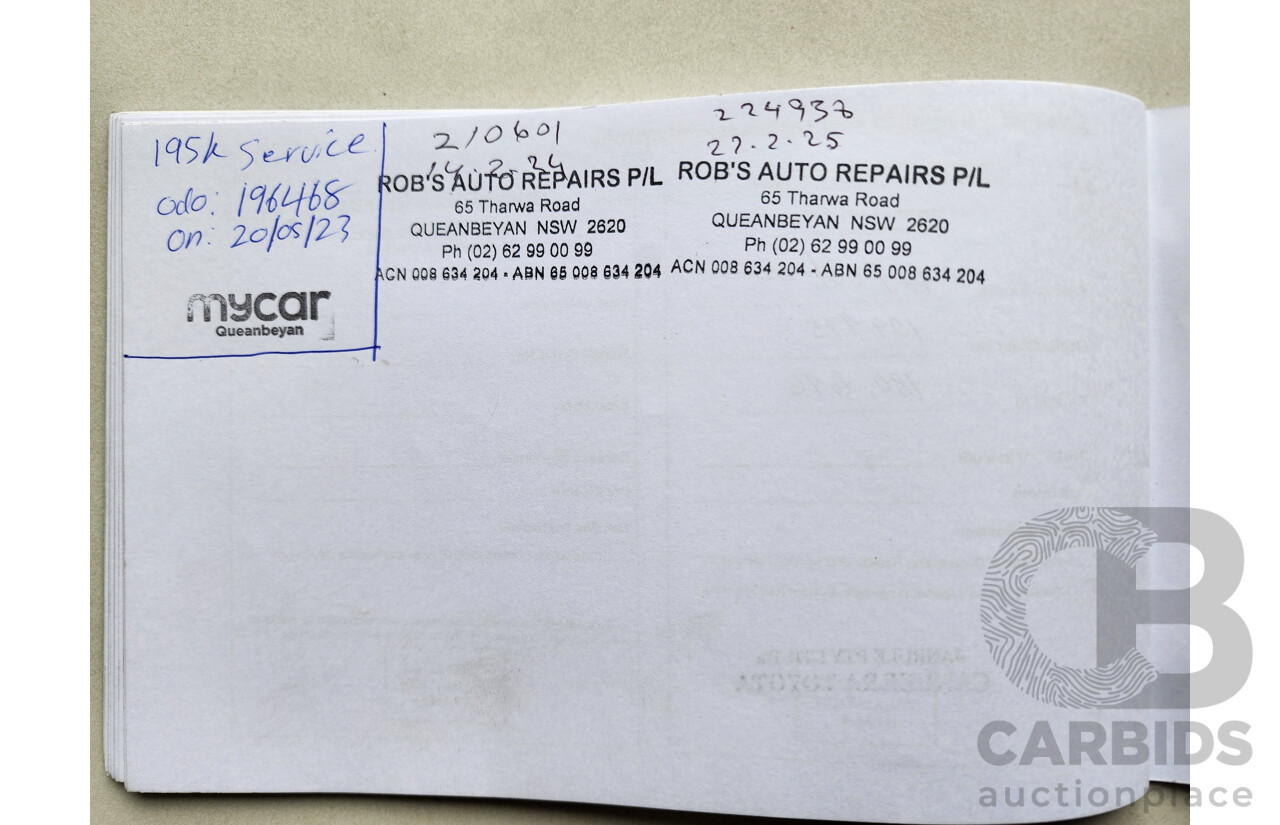 195k Service
odo: 196468
On: 20/05/23
mycar
Queanbeyan
210601
14.2.24
ROB'S AUTO REPAIRS P/L
65 Tharwa Road
QUEANBEYAN NSW 2620
Ph (02) 62 99 00 99
ACN 008 634 204 - ABN 65 008 634 204
224938
27.2.25
ROB'S AUTO REPAIRS P/L
65 Tharwa Road
QUEANBEYAN NSW 2620
Ph (02) 62 99 00 99
ACN 008 634 204 - ABN 65 008 634 204
CB
CARBIDS
auctionplace